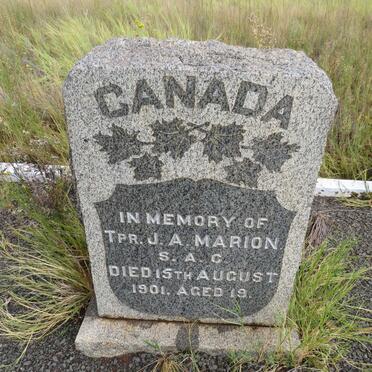 CANADA
IN MEMORY OF
TPR. J. A. MARION
S. A. C.
DIED 15TH AUGUST
1901. AGED 19.